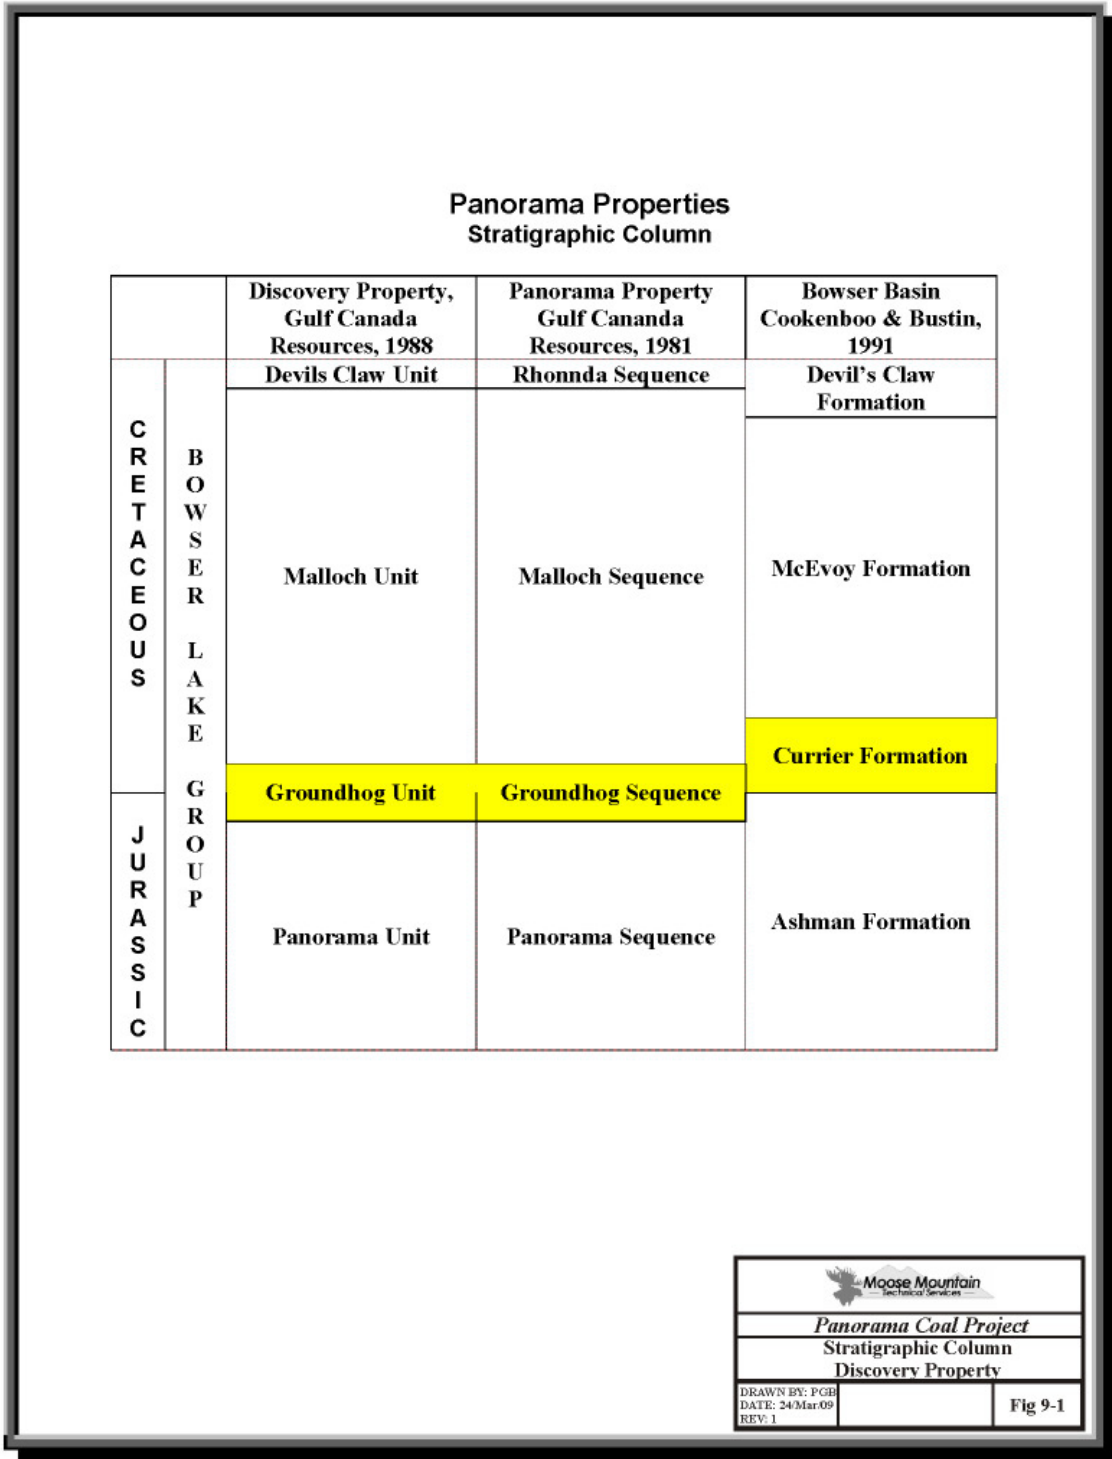 Panorama Properties
Stratigraphic Column
Discovery Property,
Gulf Canada
Resources, 1988
Panorama Property
Gulf Cananda
Resources, 1981
Bowser Basin
Cookenboo & Bustin,
1991
Devils Claw Unit
Rhonnda Sequence
Devil's Claw
Formation
CRETACEOUS
BOWSER LAKE GROUP
Malloch Unit
Malloch Sequence
McEvoy Formation
Currier Formation
Groundhog Unit
Groundhog Sequence
JURASSIC
Panorama Unit
Panorama Sequence
Ashman Formation
Moose Mountain
Technical Services
Panorama Coal Project
Stratigraphic Column
Discovery Property
DRAWN BY: PGB
DATE: 24/Mar/09
REV: 1
Fig 9-1